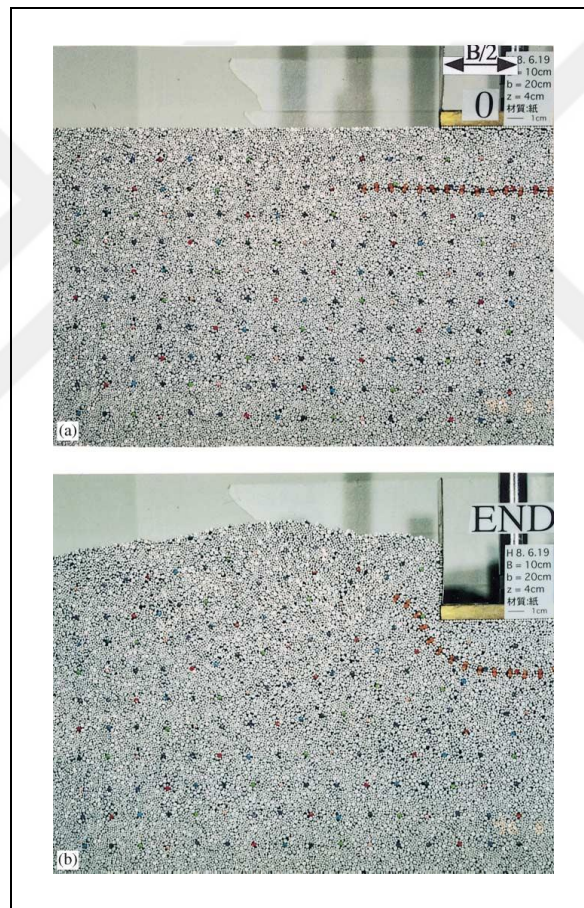 B/2
0
8. 6.19
= 10cm
b = 20cm
z = 4cm
材質:紙
1cm
(a)
END
H 8. 6.19
B = 10cm
b = 20cm
z = 4cm
材質:紙
1cm
(b)